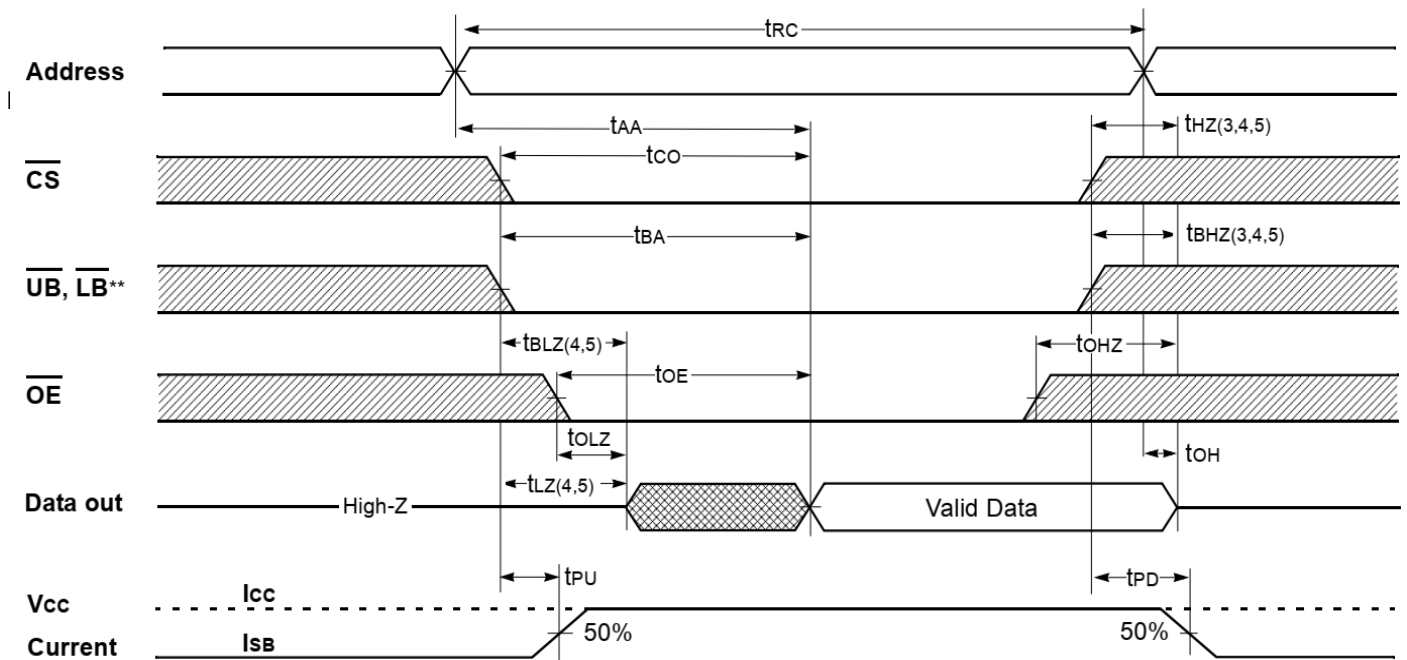 tRC
Address
tAA
tHZ(3,4,5)
tCO
CS
tBA
tBHZ(3,4,5)
UB, LB**
tBLZ(4,5)
tOHZ
tOE
OE
tOLZ
tOH
tLZ(4,5)
Data out
High-Z
Valid Data
tPU
tPD
Vcc
Icc
50%
50%
Current
ISB